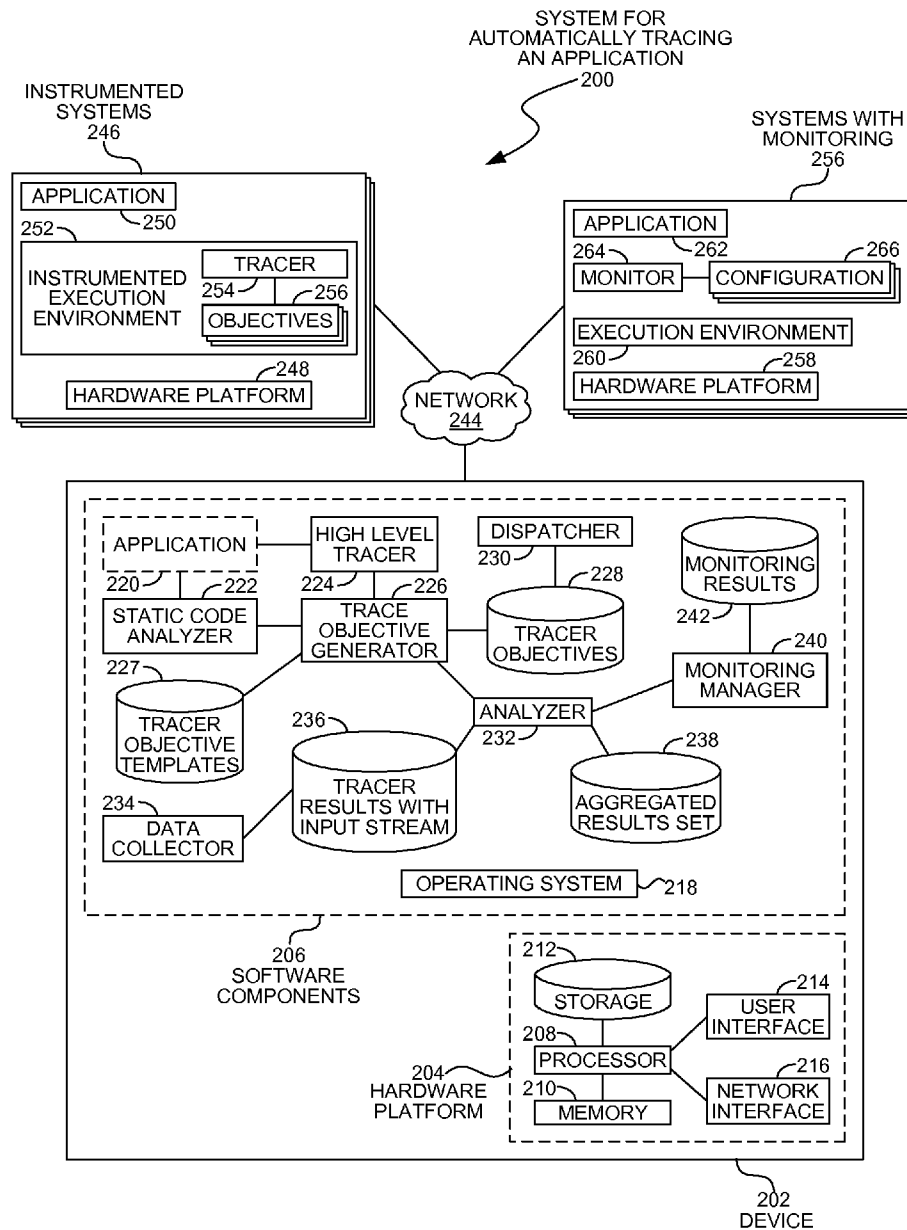 SYSTEM FOR
AUTOMATICALLY TRACING
AN APPLICATION
200
INSTRUMENTED
SYSTEMS
246
SYSTEMS WITH
MONITORING
256
APPLICATION
250
252
INSTRUMENTED
EXECUTION
ENVIRONMENT
TRACER
254
256
OBJECTIVES
248
HARDWARE PLATFORM
APPLICATION
262
264
266
MONITOR
CONFIGURATION
EXECUTION ENVIRONMENT
260
258
HARDWARE PLATFORM
NETWORK
244
APPLICATION
220
HIGH LEVEL
TRACER
224
DISPATCHER
230
MONITORING
RESULTS
242
222
STATIC CODE
ANALYZER
226
TRACE
OBJECTIVE
GENERATOR
228
TRACER
OBJECTIVES
240
MONITORING
MANAGER
227
TRACER
OBJECTIVE
TEMPLATES
236
TRACER
RESULTS WITH
INPUT STREAM
ANALYZER
232
238
AGGREGATED
RESULTS SET
234
DATA
COLLECTOR
OPERATING SYSTEM
218
206
SOFTWARE
COMPONENTS
212
STORAGE
214
USER
INTERFACE
208
PROCESSOR
216
NETWORK
INTERFACE
204
HARDWARE
PLATFORM
210
MEMORY
202
DEVICE